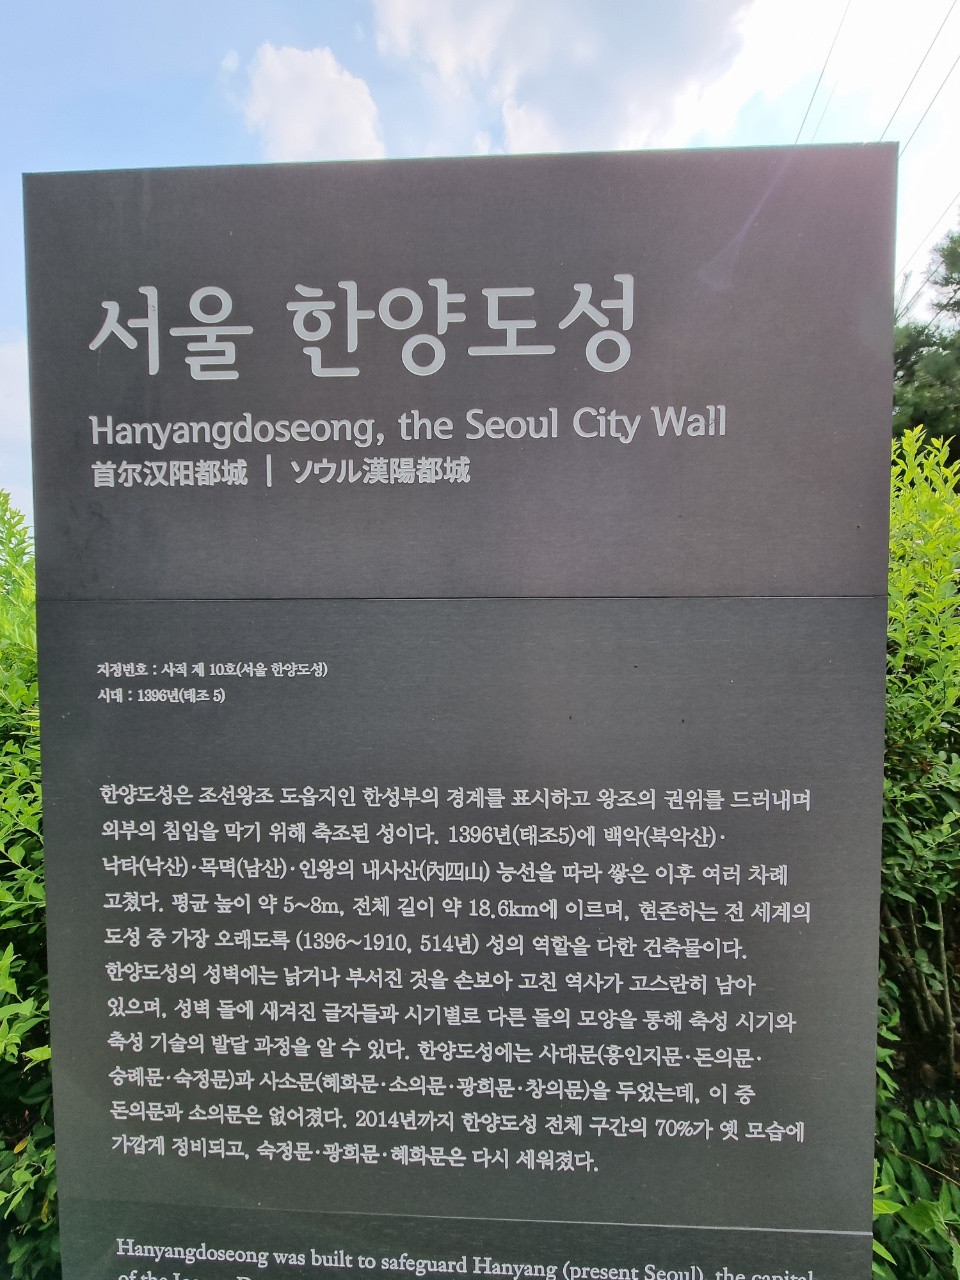 서울 한양도성
Hanyangdoseong, the Seoul City Wall
首尔汉阳都城 | ソウル漢陽都城
지정번호 : 사적 제 10호(서울 한양도성)
시대 : 1396년(태조 5)
한양도성은 조선왕조 도읍지인 한성부의 경계를 표시하고 왕조의 권위를 드러내며
외부의 침입을 막기 위해 축조된 성이다. 1396년(태조5)에 백악(북악산)·
낙타(낙산)·목멱(남산)·인왕의 내사산(內四山) 능선을 따라 쌓은 이후 여러 차례
고쳤다. 평균 높이 약 5~8m, 전체 길이 약 18.6km에 이르며, 현존하는 전 세계의
도성 중 가장 오래도록 (1396~1910, 514년) 성의 역할을 다한 건축물이다.
한양도성의 성벽에는 낡거나 부서진 것을 손보아 고친 역사가 고스란히 남아
있으며, 성벽 돌에 새겨진 글자들과 시기별로 다른 돌의 모양을 통해 축성 시기와
축성 기술의 발달 과정을 알 수 있다. 한양도성에는 사대문(흥인지문·돈의문·
숭례문·숙정문)과 사소문(혜화문·소의문·광희문·창의문)을 두었는데, 이 중
돈의문과 소의문은 없어졌다. 2014년까지 한양도성 전체 구간의 70%가 옛 모습에
가깝게 정비되고, 숙정문·광희문·혜화문은 다시 세워졌다.
Hanyangdoseong was built to safeguard Hanyang (present Seoul), the capital
of the